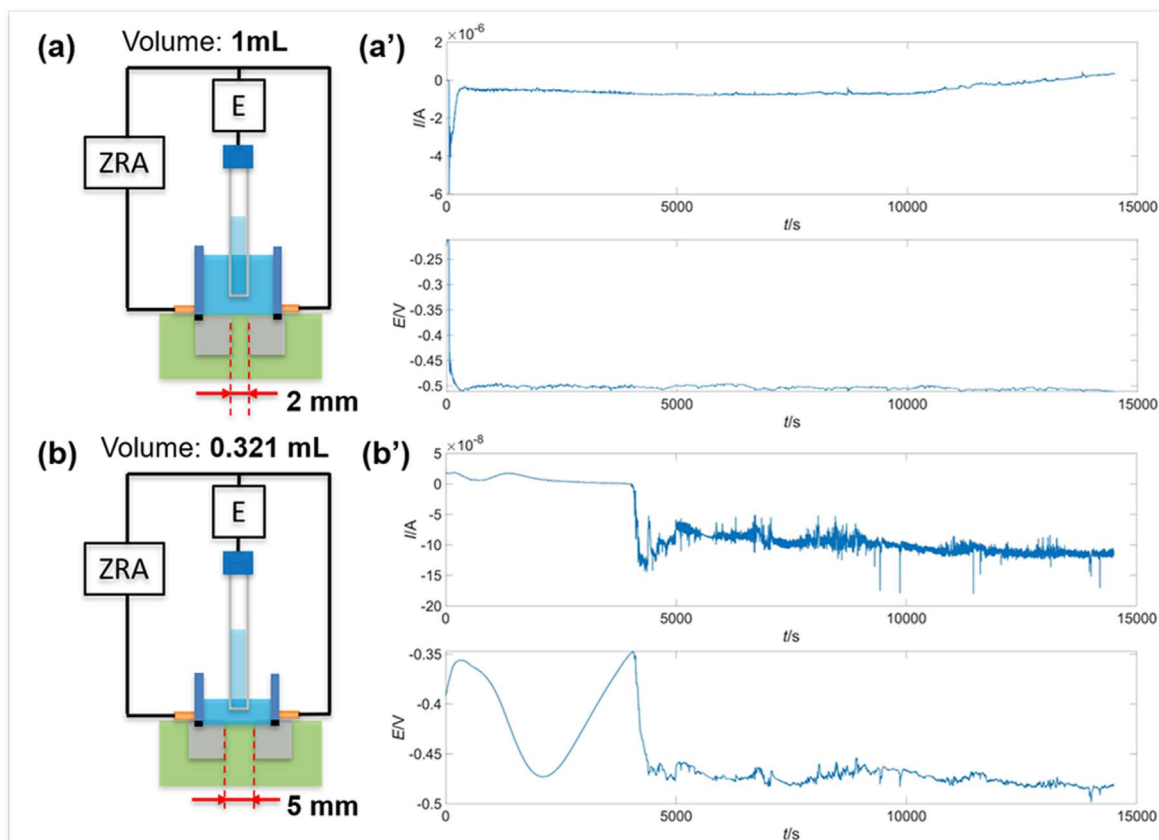 (a) Volume: 1mL
E
ZRA
2 mm
(a')
×10⁻⁶
2
0
-2
-4
-6
I/A
0 5000 10000 15000
t/s
-0.25
-0.3
-0.35
-0.4
-0.45
-0.5
E/V
0 5000 10000 15000
t/s
(b) Volume: 0.321 mL
E
ZRA
5 mm
(b')
×10⁻⁸
5
0
-5
-10
-15
-20
I/A
0 5000 10000 15000
t/s
-0.35
-0.4
-0.45
-0.5
E/V
0 5000 10000 15000
t/s